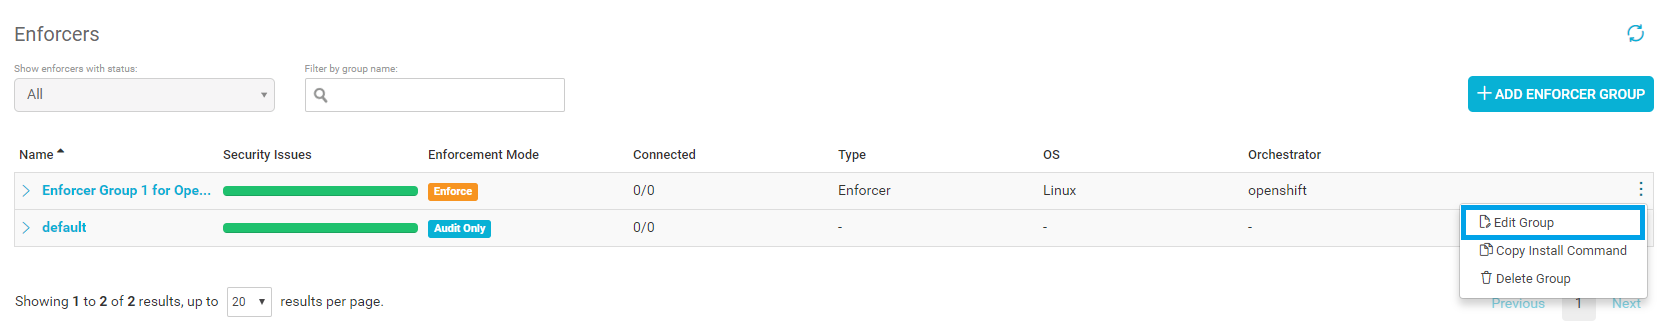 Enforcers
Show enforcers with status:
Filter by group name:
All
ADD ENFORCER GROUP
Name Security Issues Enforcement Mode Connected Type OS Orchestrator
Enforcer Group 1 for Ope... Enforce 0/0 Enforcer Linux openshift
default Audit Only 0/0 - - -
Edit Group
Copy Install Command
Delete Group
Showing 1 to 2 of 2 results, up to 20 results per page.
Previous 1 Next